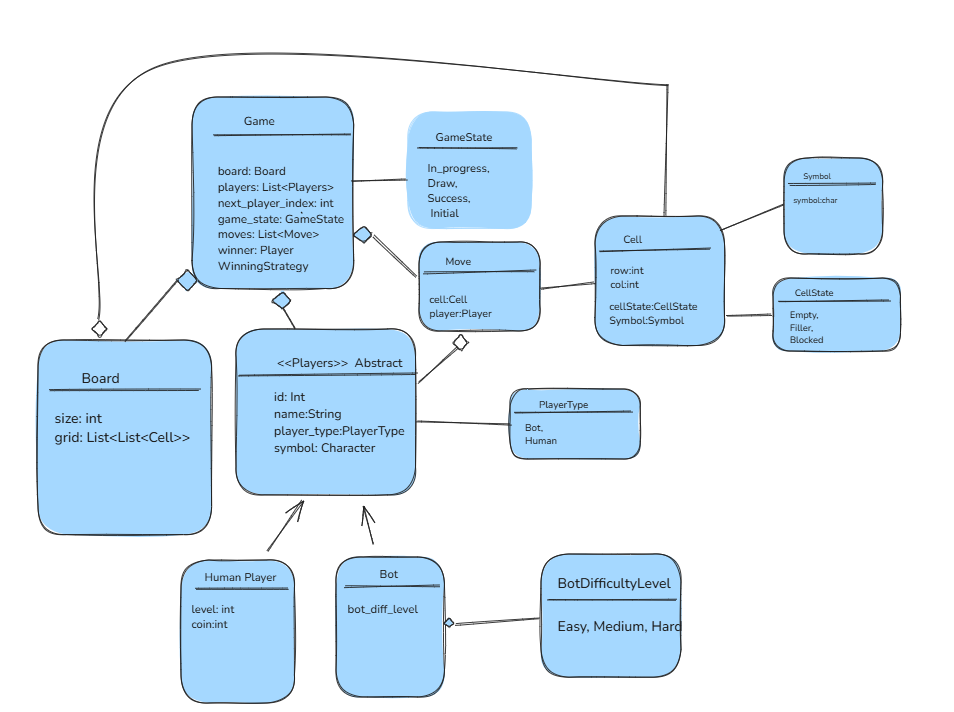 Game
board: Board
players: List<Players>
next_player_index: int
game_state: GameState
moves: List<Move>
winner: Player
WinningStrategy
GameState
In_progress,
Draw,
Success,
Initial
Symbol
symbol:char
Cell
row:int
col:int
cellState:CellState
Symbol:Symbol
Move
cell:Cell
player:Player
CellState
Empty,
Filler,
Blocked
Board
size: int
grid: List<List<Cell>>
<<Players>> Abstract
id: Int
name:String
player_type:PlayerType
symbol: Character
PlayerType
Bot,
Human
Human Player
level: int
coin:int
Bot
bot_diff_level
BotDifficultyLevel
Easy, Medium, Hard